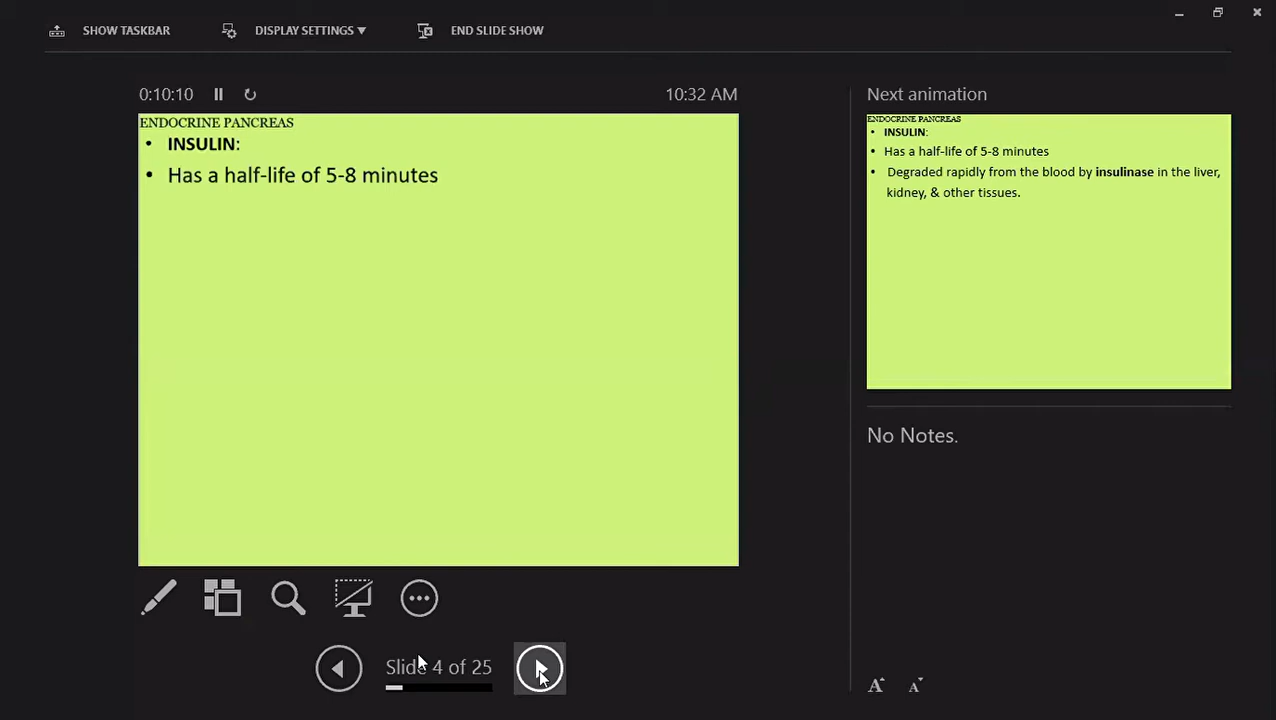 SHOW TASKBAR
DISPLAY SETTINGS ▼
END SLIDE SHOW
0:10:10
10:32 AM
ENDOCRINE PANCREAS
• INSULIN:
• Has a half-life of 5-8 minutes
Slide 4 of 25
Next animation
ENDOCRINE PANCREAS
• INSULIN:
• Has a half-life of 5-8 minutes
• Degraded rapidly from the blood by insulinase in the liver,
kidney, & other tissues.
No Notes.
A A